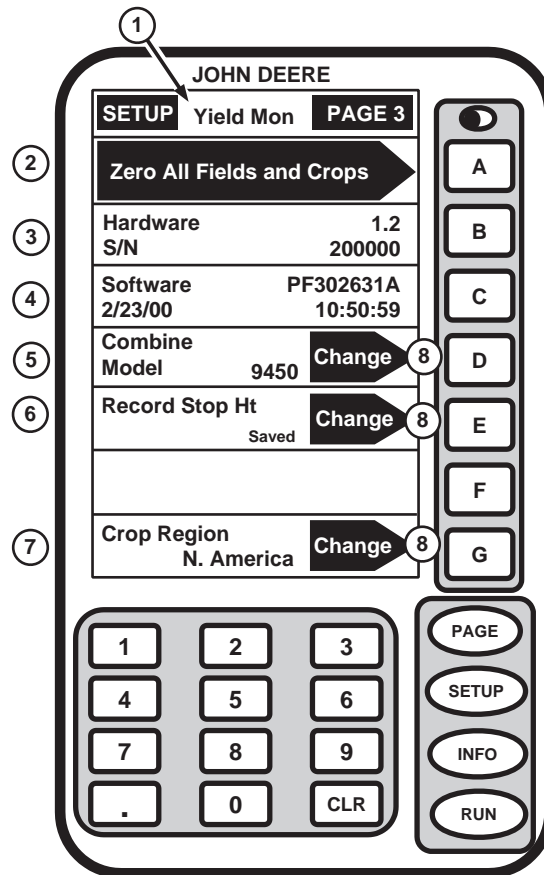 1
JOHN DEERE
SETUP Yield Mon PAGE 3
2 Zero All Fields and Crops A
3 Hardware 1.2 B
S/N 200000
4 Software PF302631A C
2/23/00 10:50:59
5 Combine Change 8 D
Model 9450
6 Record Stop Ht Change 8 E
Saved
F
7 Crop Region Change 8 G
N. America
PAGE
1 2 3
SETUP
4 5 6
INFO
7 8 9
RUN
. 0 CLR